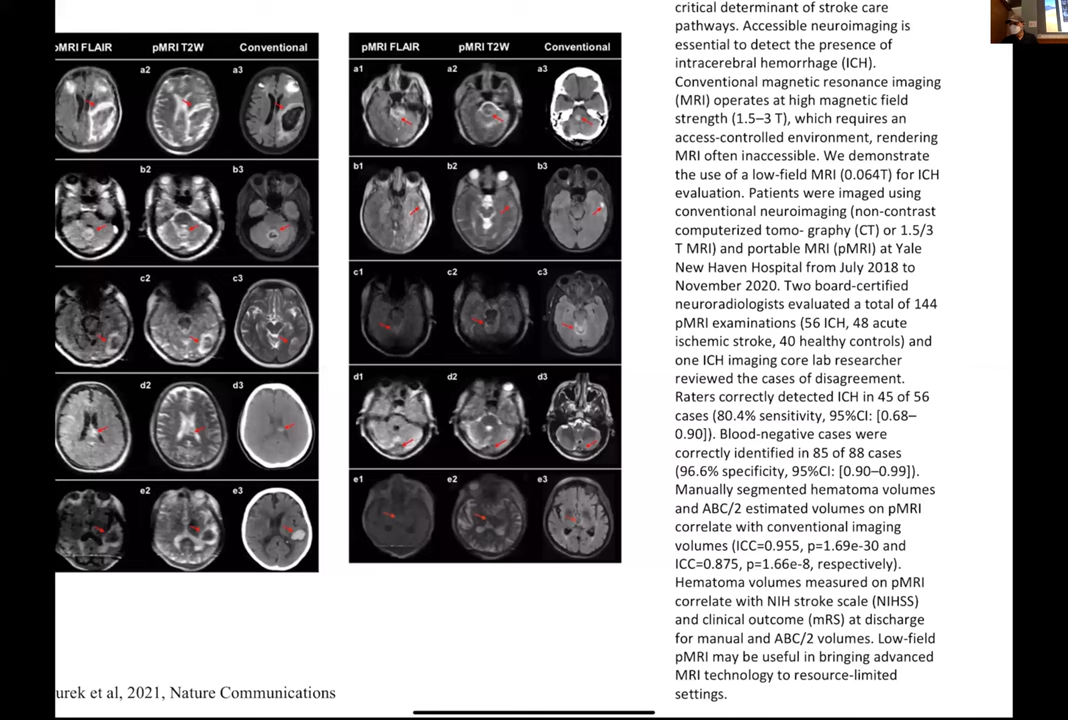 pMRI FLAIR pMRI T2W Conventional
a2 a3
b2 b3
c2 c3
d2 d3
e2 e3
pMRI FLAIR pMRI T2W Conventional
a1 a2 a3
b1 b2 b3
c1 c2 c3
d1 d2 d3
e1 e2 e3
critical determinant of stroke care
pathways. Accessible neuroimaging is
essential to detect the presence of
intracerebral hemorrhage (ICH).
Conventional magnetic resonance imaging
(MRI) operates at high magnetic field
strength (1.5–3 T), which requires an
access-controlled environment, rendering
MRI often inaccessible. We demonstrate
the use of a low-field MRI (0.064T) for ICH
evaluation. Patients were imaged using
conventional neuroimaging (non-contrast
computerized tomo- graphy (CT) or 1.5/3
T MRI) and portable MRI (pMRI) at Yale
New Haven Hospital from July 2018 to
November 2020. Two board-certified
neuroradiologists evaluated a total of 144
pMRI examinations (56 ICH, 48 acute
ischemic stroke, 40 healthy controls) and
one ICH imaging core lab researcher
reviewed the cases of disagreement.
Raters correctly detected ICH in 45 of 56
cases (80.4% sensitivity, 95%CI: [0.68–
0.90]). Blood-negative cases were
correctly identified in 85 of 88 cases
(96.6% specificity, 95%CI: [0.90–0.99]).
Manually segmented hematoma volumes
and ABC/2 estimated volumes on pMRI
correlate with conventional imaging
volumes (ICC=0.955, p=1.69e-30 and
ICC=0.875, p=1.66e-8, respectively).
Hematoma volumes measured on pMRI
correlate with NIH stroke scale (NIHSS)
and clinical outcome (mRS) at discharge
for manual and ABC/2 volumes. Low-field
pMRI may be useful in bringing advanced
MRI technology to resource-limited
settings.
urek et al, 2021, Nature Communications